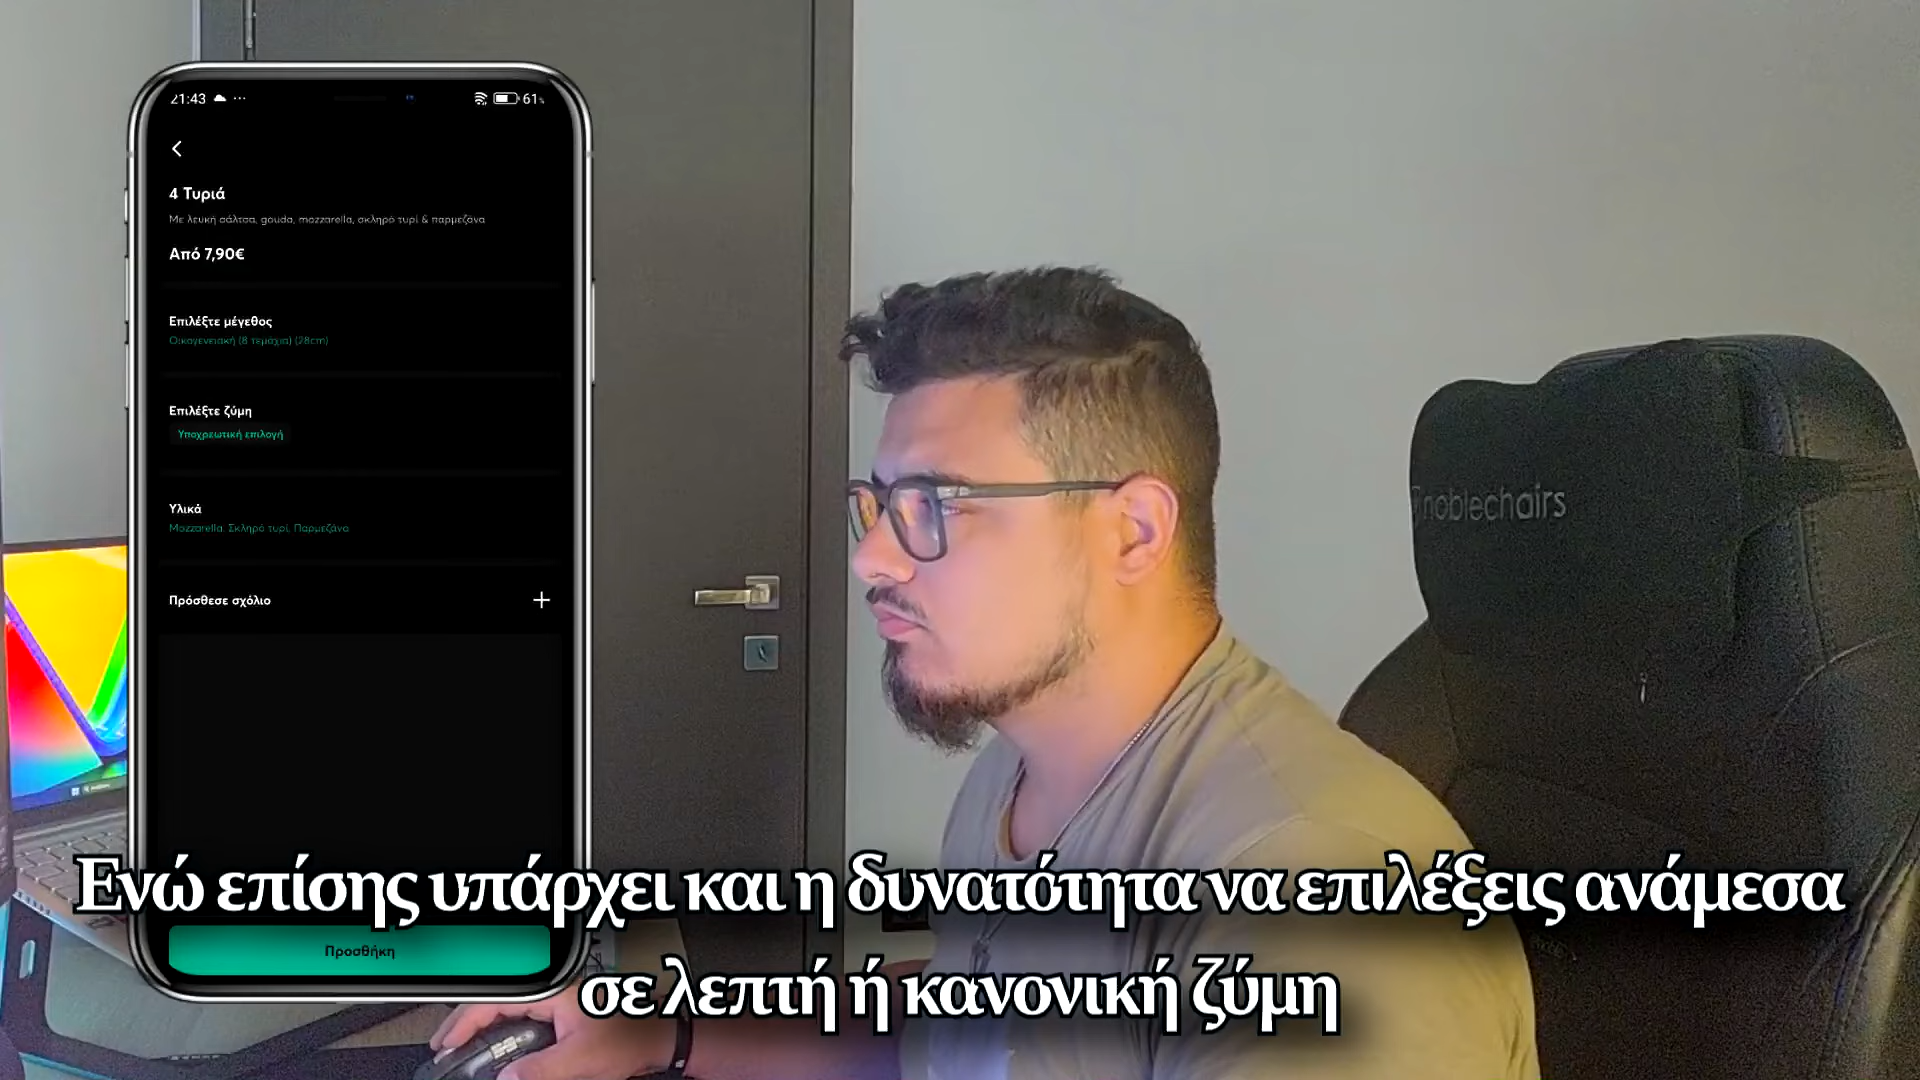 21:43
61%
4 Τυριά
Με λευκή σάλτσα, gouda, mozzarella, σκληρό τυρί & παρμεζάνα
Από 7,90€
Επιλέξτε μέγεθος
Οικογενειακή (8 τεμάχια) (28cm)
Επιλέξτε ζύμη
Υποχρεωτική επιλογή
Υλικά
Mozzarella, Σκληρό τυρί, Παρμεζάνα
Πρόσθεσε σχόλιο
Προσθήκη
noblechairs
Ενώ επίσης υπάρχει και η δυνατότητα να επιλέξεις ανάμεσα
σε λεπτή ή κανονική ζύμη